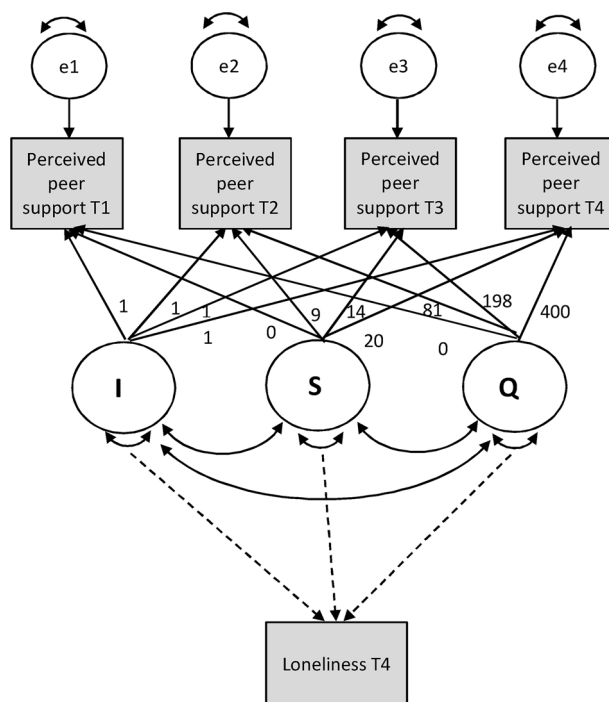 e1
e2
e3
e4
Perceived
peer
support T1
Perceived
peer
support T2
Perceived
peer
support T3
Perceived
peer
support T4
1
1
1
1
0
9
14
20
81
0
198
400
I
S
Q
Loneliness T4